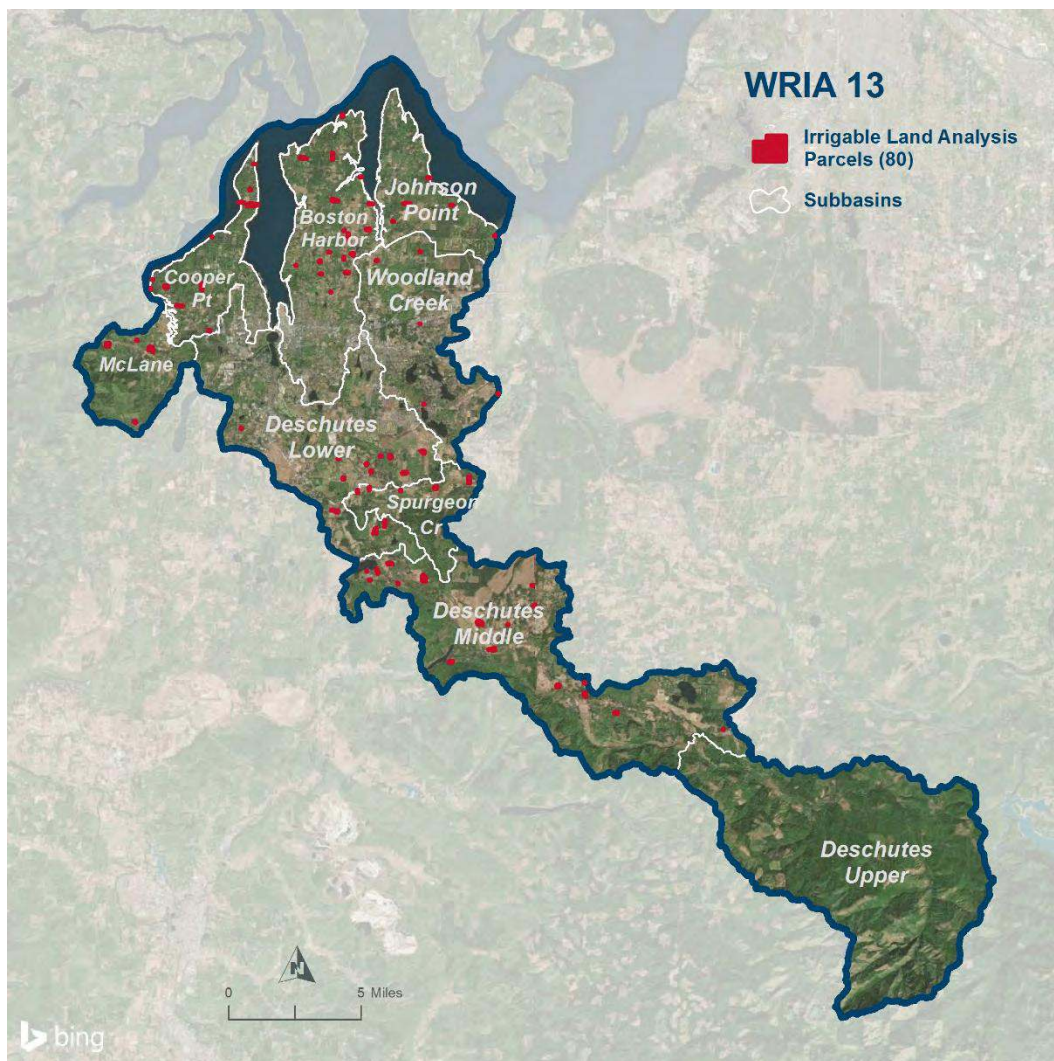 WRIA 13
Irrigable Land Analysis
Parcels (80)
Subbasins
Johnson
Point
Boston
Harbor
Woodland
Creek
Cooper
Pt
McLane
Deschutes
Lower
Spurgeon
Cr
Deschutes
Middle
Deschutes
Upper
N
0
5 Miles
bing